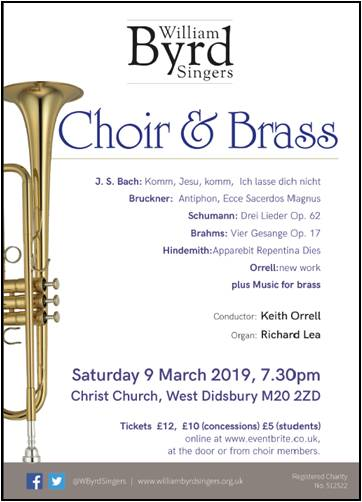 William
Byrd
Singers
Choir & Brass
J. S. Bach: Komm, Jesu, komm, Ich lasse dich nicht
Bruckner: Antiphon, Ecce Sacerdos Magnus
Schumann: Drei Lieder Op. 62
Brahms: Vier Gesange Op. 17
Hindemith:Apparebit Repentina Dies
Orrell:new work
plus Music for brass
Conductor: Keith Orrell
Organ: Richard Lea
Saturday 9 March 2019, 7.30pm
Christ Church, West Didsbury M20 2ZD
Tickets £12, £10 (concessions) £5 (students)
online at www.eventbrite.co.uk,
at the door or from choir members.
@WByrdSingers | www.williambyrdsingers.org.uk
Registered Charity
No. 512522